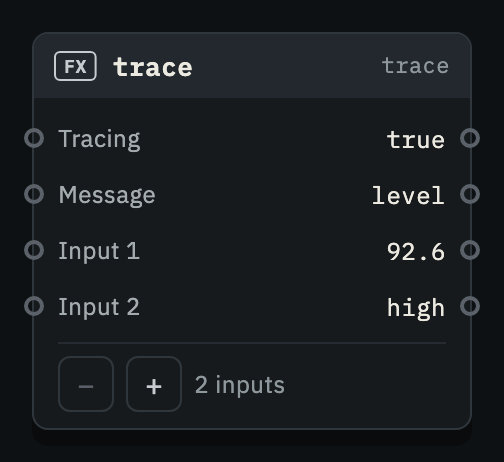 FX trace trace
Tracing true
Message level
Input 1 92.6
Input 2 high
− + 2 inputs